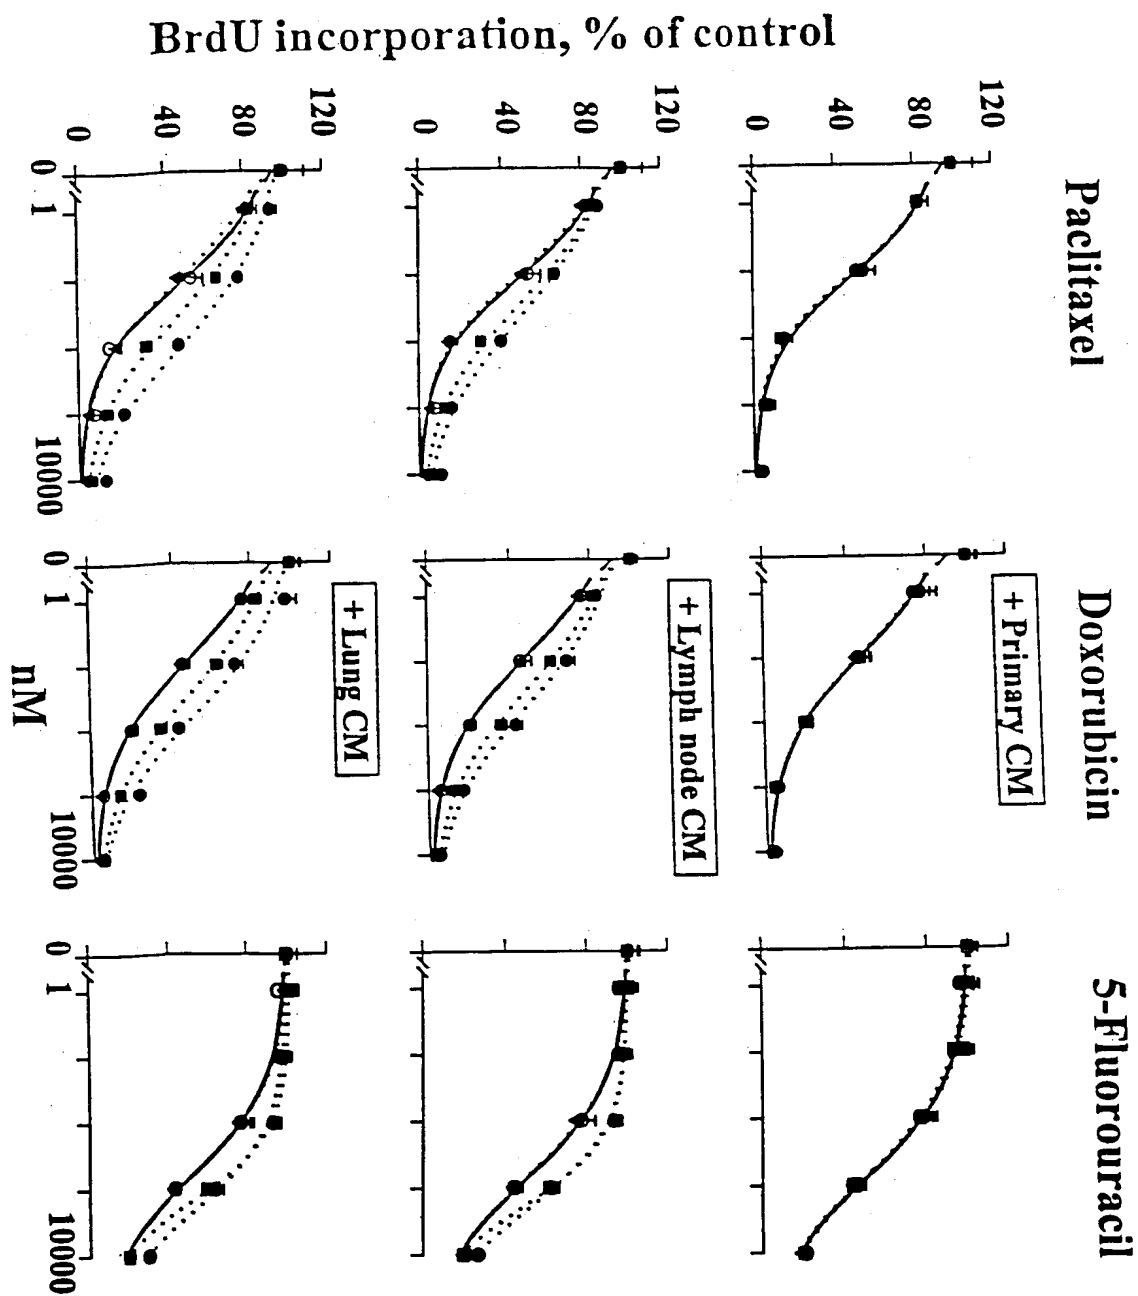 BrdU incorporation, % of control
Paclitaxel
Doxorubicin
5-Fluorouracil
120
80
40
0
+ Primary CM
120
80
40
0
+ Lymph node CM
120
80
40
0
+ Lung CM
0 1 10000
0 1 10000
0 1 10000
nM